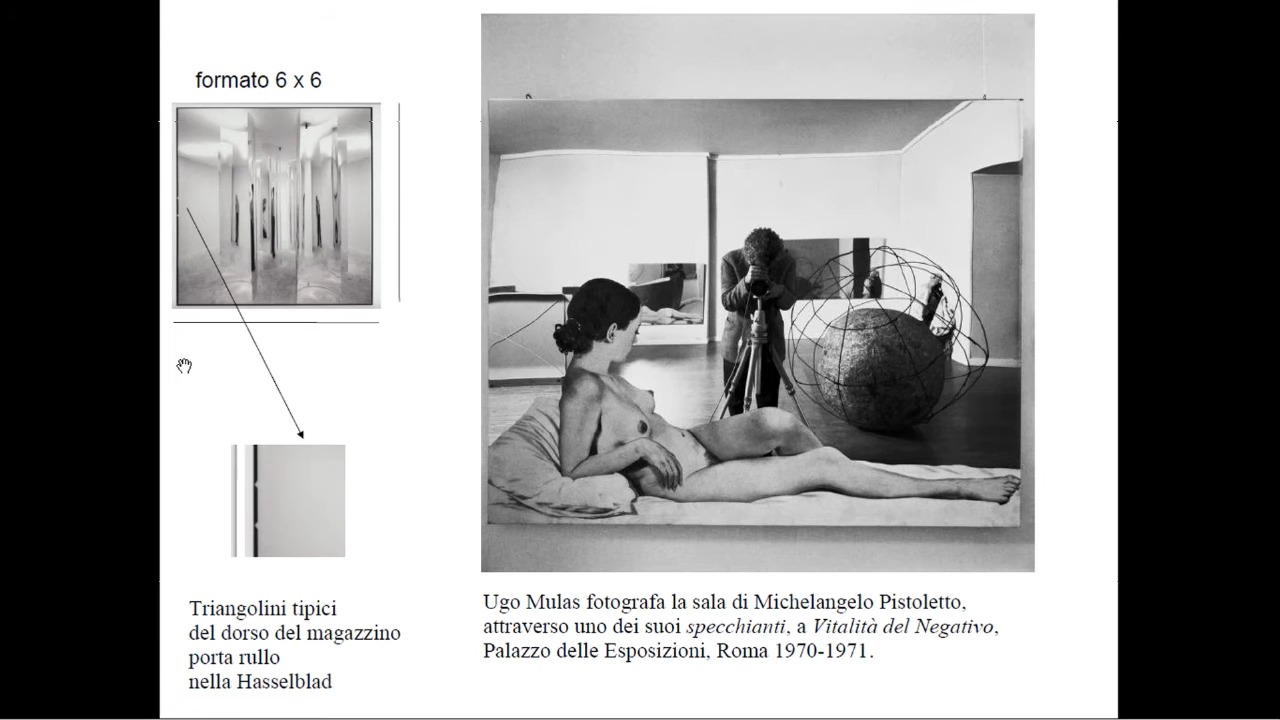 formato 6 x 6
Triangolini tipici
del dorso del magazzino
porta rullo
nella Hasselblad
Ugo Mulas fotografa la sala di Michelangelo Pistoletto,
attraverso uno dei suoi specchianti, a Vitalità del Negativo,
Palazzo delle Esposizioni, Roma 1970-1971.